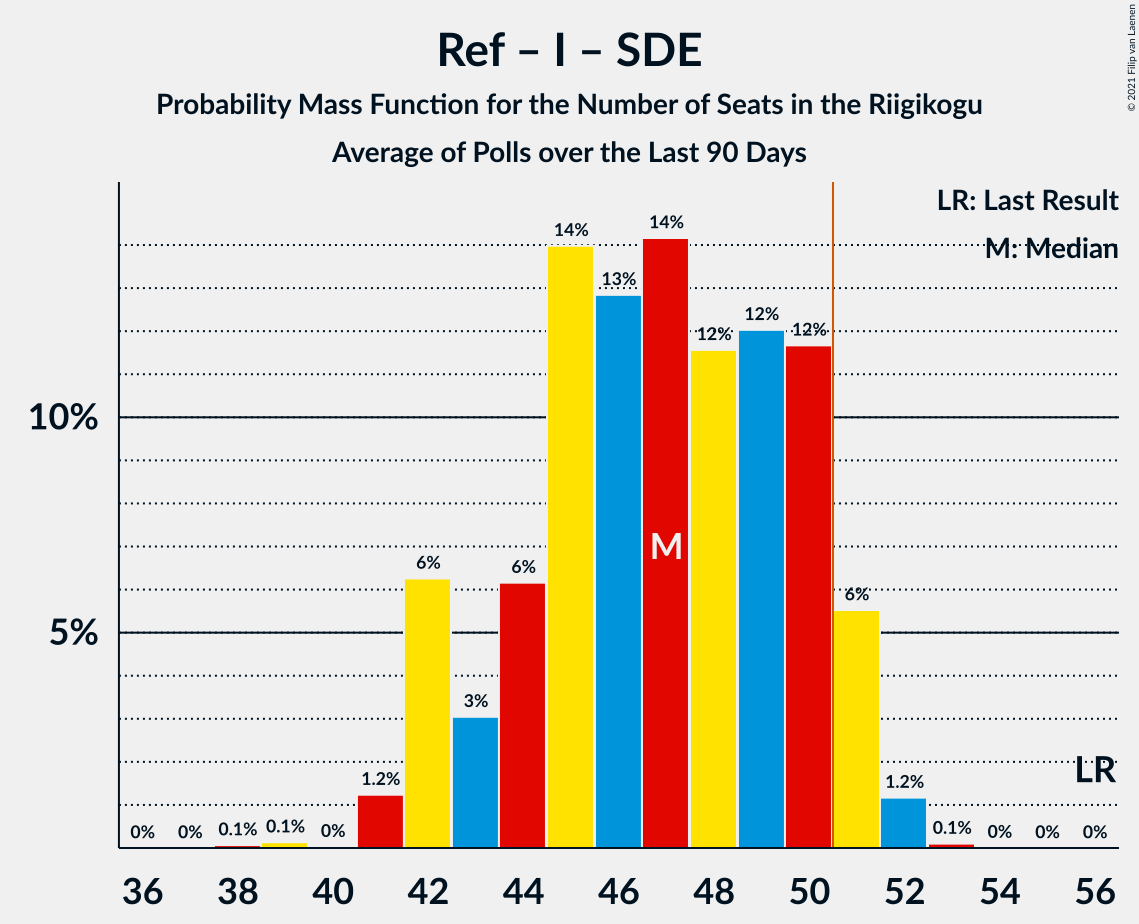 Ref – I – SDE
Probability Mass Function for the Number of Seats in the Riigikogu
Average of Polls over the Last 90 Days
© 2021 Filip van Laenen
LR: Last Result
M: Median
14%
14%
13%
12%
12%
12%
10%
M
6%
6%
6%
5%
3%
LR
1.2%
1.2%
0%
0%
0.1%
0.1%
0%
0.1%
0%
0%
0%
36 38 40 42 44 46 48 50 52 54 56